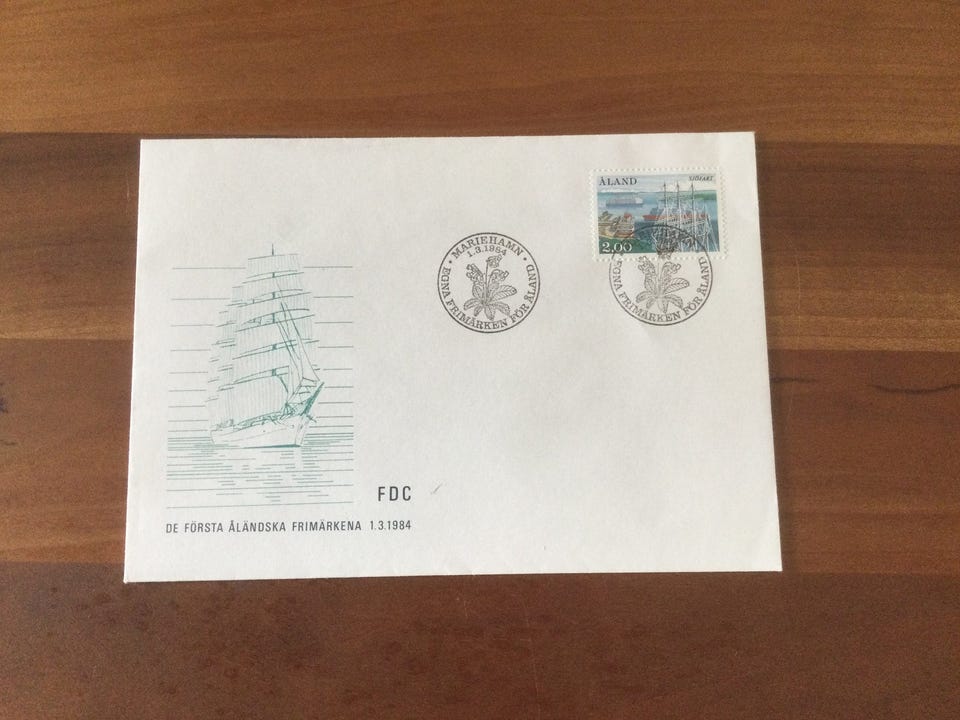 ÅLAND SJÖFART
2,00
• MARIEHAMN •
1.3.1984
EGNA FRIMÄRKEN FÖR ÅLAND
EGNA FRIMÄRKEN FÖR ÅLAND
FDC
DE FÖRSTA ÅLÄNDSKA FRIMÄRKENA 1.3.1984